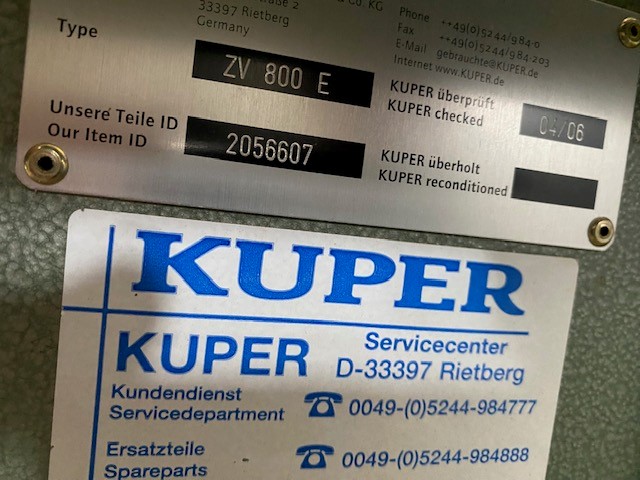 & Co. KG
33397 Rietberg
Germany
Phone ++49(0)5244/984-0
Fax ++49(0)5244/984-203
E-Mail gebrauchte@KUPER.de
Internet www.KUPER.de
Type ZV 800 E
KUPER überprüft
KUPER checked 04/06
Unsere Teile ID
Our Item ID 2056607
KUPER überholt
KUPER reconditioned
KUPER
KUPER Servicecenter
D-33397 Rietberg
Kundendienst
Servicedepartment ☎ 0049-(0)5244-984777
Ersatzteile
Spareparts ☎ 0049-(0)5244-984888